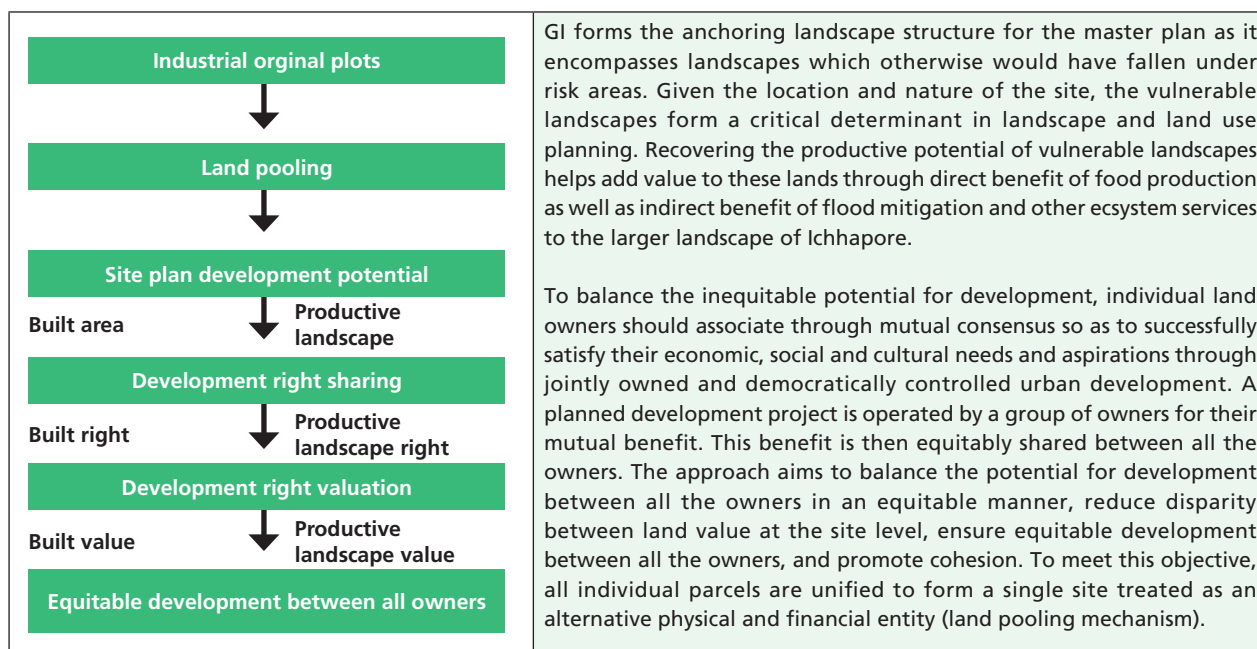 Industrial orginal plots
Land pooling
Site plan development potential
Built area
Productive
landscape
Development right sharing
Built right
Productive
landscape right
Development right valuation
Built value
Productive
landscape value
Equitable development between all owners
GI forms the anchoring landscape structure for the master plan as it
encompasses landscapes which otherwise would have fallen under
risk areas. Given the location and nature of the site, the vulnerable
landscapes form a critical determinant in landscape and land use
planning. Recovering the productive potential of vulnerable landscapes
helps add value to these lands through direct benefit of food production
as well as indirect benefit of flood mitigation and other ecsystem services
to the larger landscape of Ichhapore.
To balance the inequitable potential for development, individual land
owners should associate through mutual consensus so as to successfully
satisfy their economic, social and cultural needs and aspirations through
jointly owned and democratically controlled urban development. A
planned development project is operated by a group of owners for their
mutual benefit. This benefit is then equitably shared between all the
owners. The approach aims to balance the potential for development
between all the owners in an equitable manner, reduce disparity
between land value at the site level, ensure equitable development
between all the owners, and promote cohesion. To meet this objective,
all individual parcels are unified to form a single site treated as an
alternative physical and financial entity (land pooling mechanism).